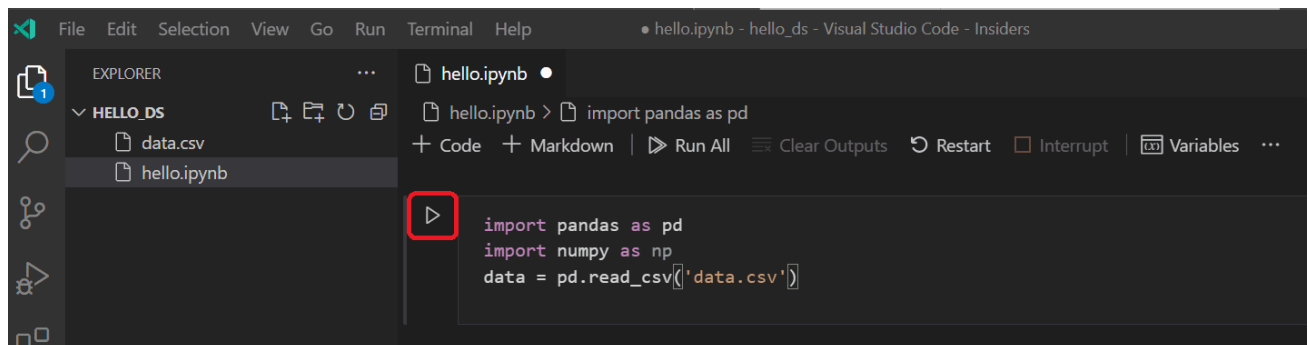 File Edit Selection View Go Run Terminal Help ● hello.ipynb - hello_ds - Visual Studio Code - Insiders
EXPLORER ...
1
HELLO_DS
data.csv
hello.ipynb
hello.ipynb ●
hello.ipynb > import pandas as pd
+ Code + Markdown | Run All Clear Outputs Restart Interrupt | Variables ...
import pandas as pd
import numpy as np
data = pd.read_csv('data.csv')